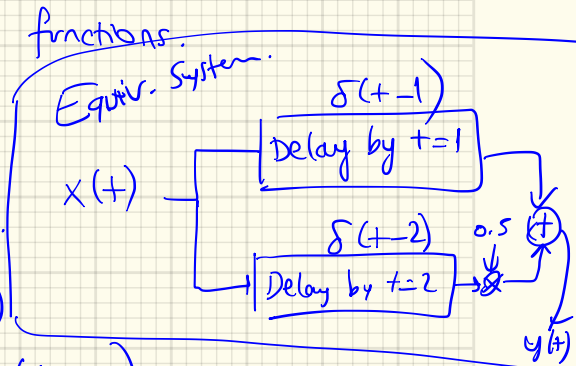 functions.
Equiv. System.
δ(t-1)
Delay by t=1
x(t)
δ(t-2)
0.5
+
Delay by t=2
×
y(t)